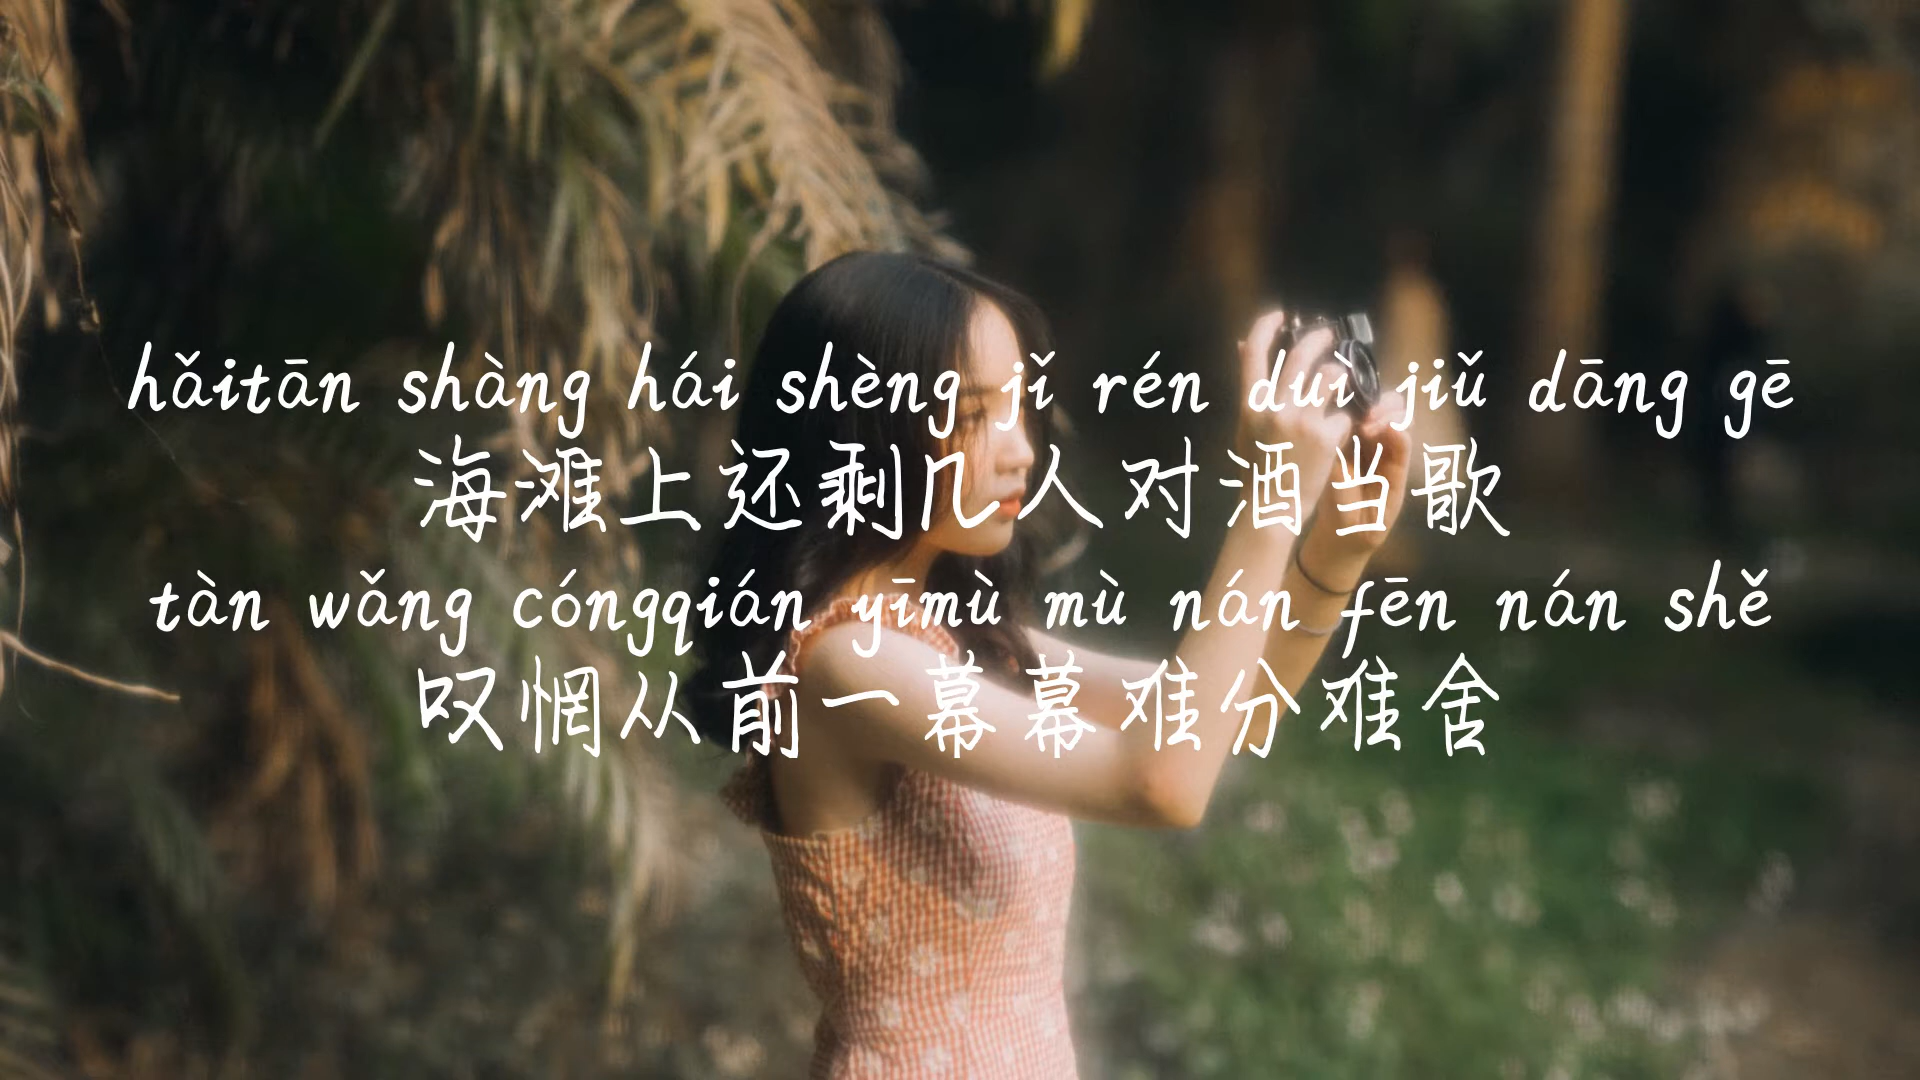 hǎitān shàng hái shèng jǐ rén duì jiǔ dāng gē
海滩上还剩几人对酒当歌
tàn wǎng cóngqián yīmù mù nán fēn nán shě
叹惘从前一幕幕难分难舍